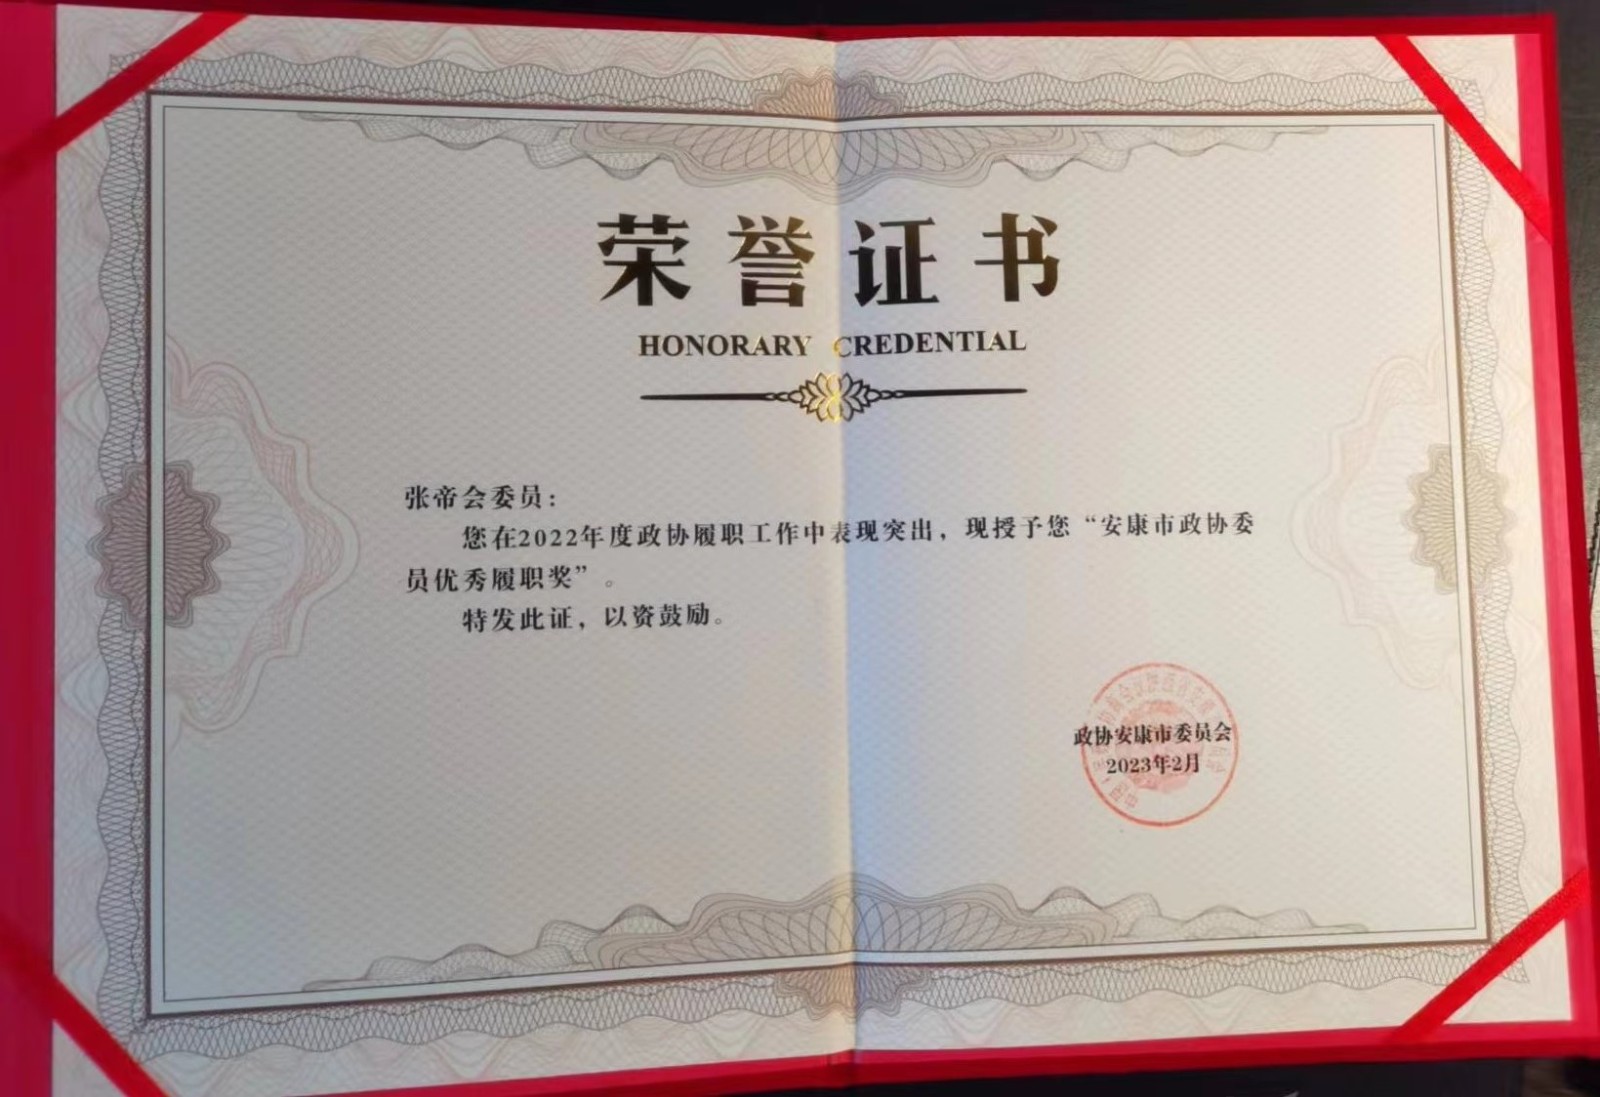 荣誉证书
HONORARY CREDENTIAL
张帝会委员：
您在2022年度政协履职工作中表现突出，现授予您“安康市政协委
员优秀履职奖”。
特发此证，以资鼓励。
政协安康市委员会
2023年2月